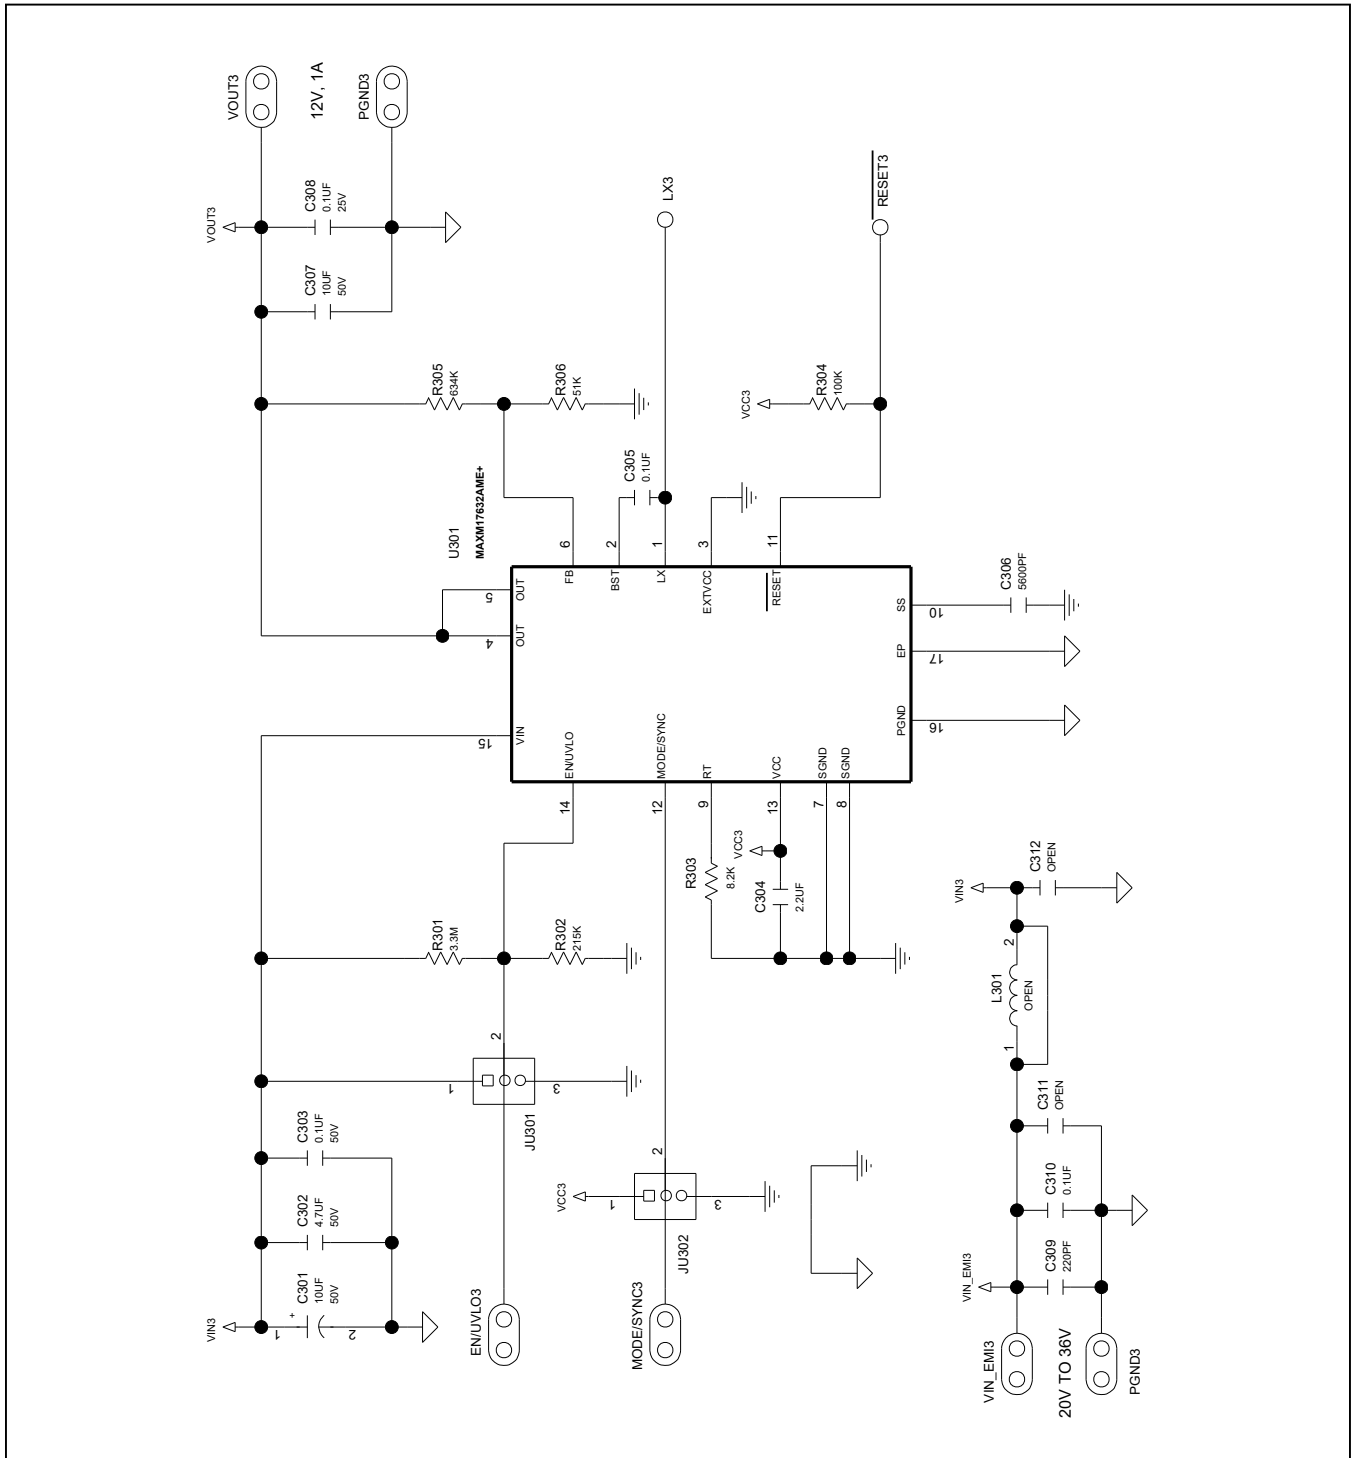 VOUT3
12V, 1A
PGND3
VOUT3
C308
0.1UF
25V
C307
10UF
50V
LX3
RESET3
R305
634K
R306
51K
VCC3
R304
100K
C305
0.1UF
U301
MAXM17632AME+
5
4
15
6
2
1
3
11
OUT
OUT
VIN
FB
BST
LX
EXTVCC
RESET
SS
EP
PGND
10
17
16
C306
5600PF
EN/UVLO
MODE/SYNC
RT
VCC
SGND
SGND
14
12
9
13
7
8
R303
8.2K
VCC3
C304
2.2UF
R301
3.3M
R302
215K
1
2
3
JU301
VCC3
1
2
3
JU302
C303
0.1UF
50V
C302
4.7UF
50V
C301
10UF
50V
+
1
2
VIN3
EN/UVLO3
MODE/SYNC3
VIN3
C312
OPEN
2
L301
OPEN
1
C311
OPEN
C310
0.1UF
C309
220PF
VIN_EMI3
VIN_EMI3
20V TO 36V
PGND3